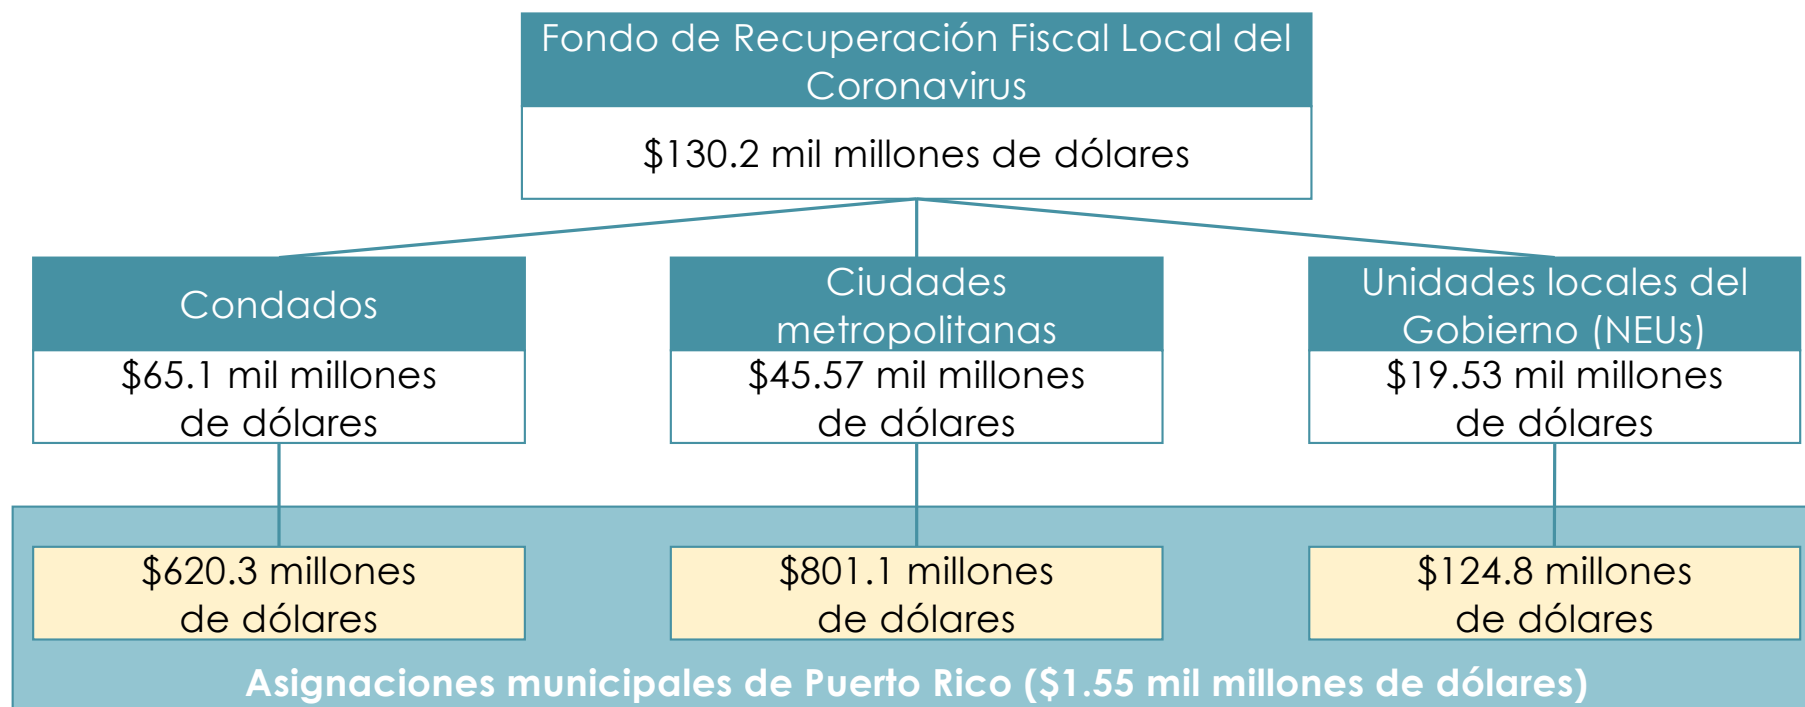 Fondo de Recuperación Fiscal Local del
Coronavirus
$130.2 mil millones de dólares
Condados
$65.1 mil millones
de dólares
Ciudades
metropolitanas
$45.57 mil millones
de dólares
Unidades locales del
Gobierno (NEUs)
$19.53 mil millones
de dólares
$620.3 millones
de dólares
$801.1 millones
de dólares
$124.8 millones
de dólares
Asignaciones municipales de Puerto Rico ($1.55 mil millones de dólares)